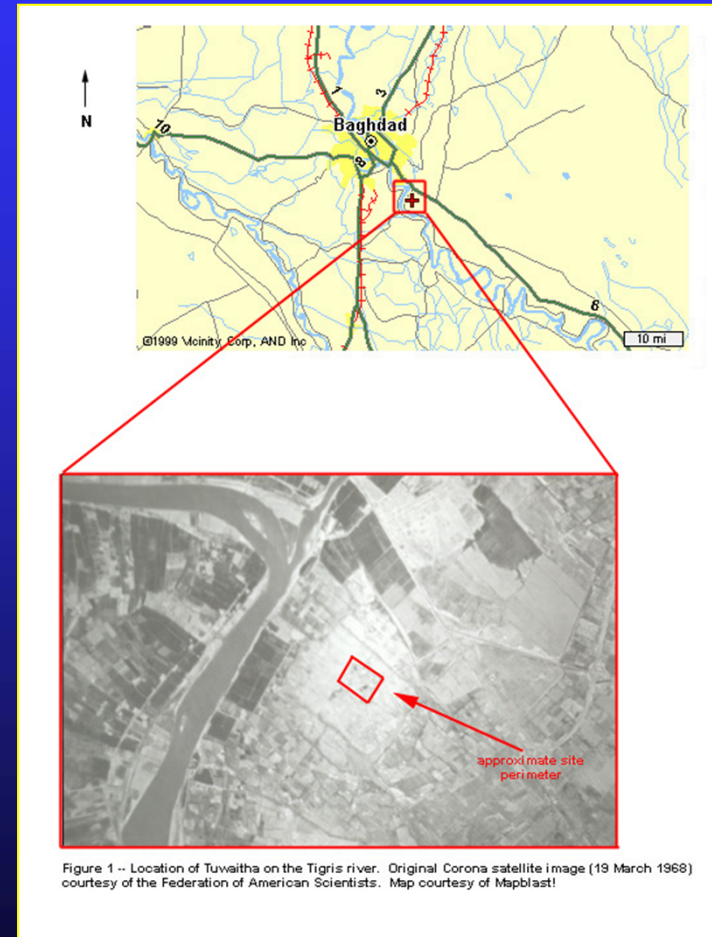 N
1
3
Baghdad
10
8
6
©1999 Vicinity Corp, AND Inc
10 mi
approximate site
perimeter
Figure 1 -- Location of Tuwaitha on the Tigris river.  Original Corona satellite image (19 March 1968)
courtesy of the Federation of American Scientists.  Map courtesy of Mapblast!